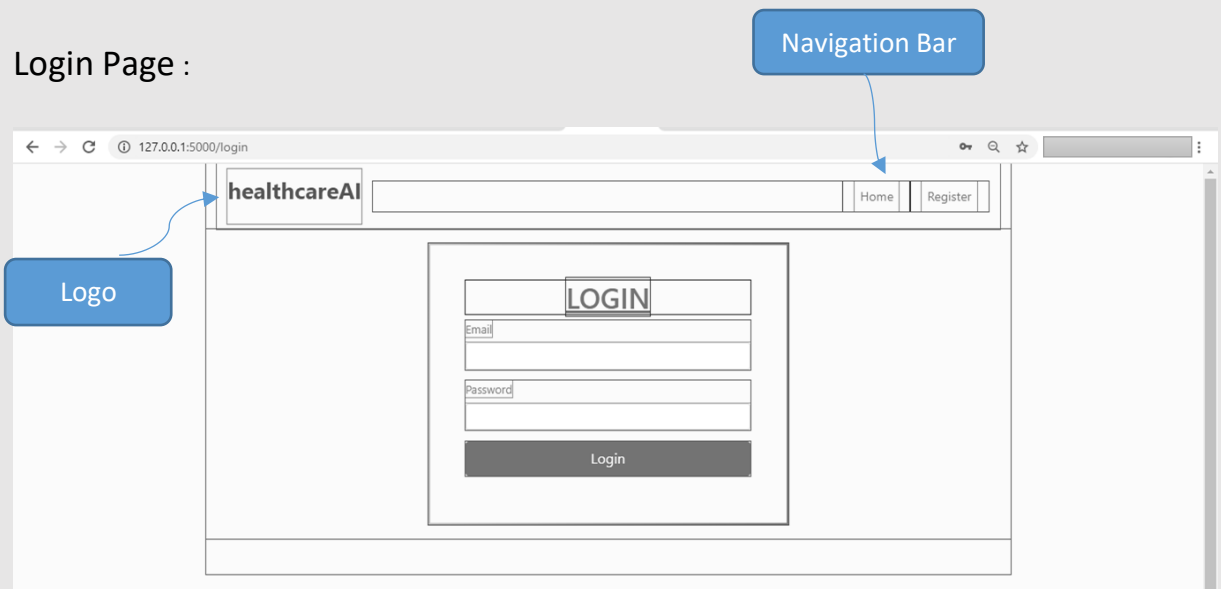 Navigation Bar
Login Page :
127.0.0.1:5000/login
healthcareAI
Home
Register
Logo
LOGIN
Email
Password
Login